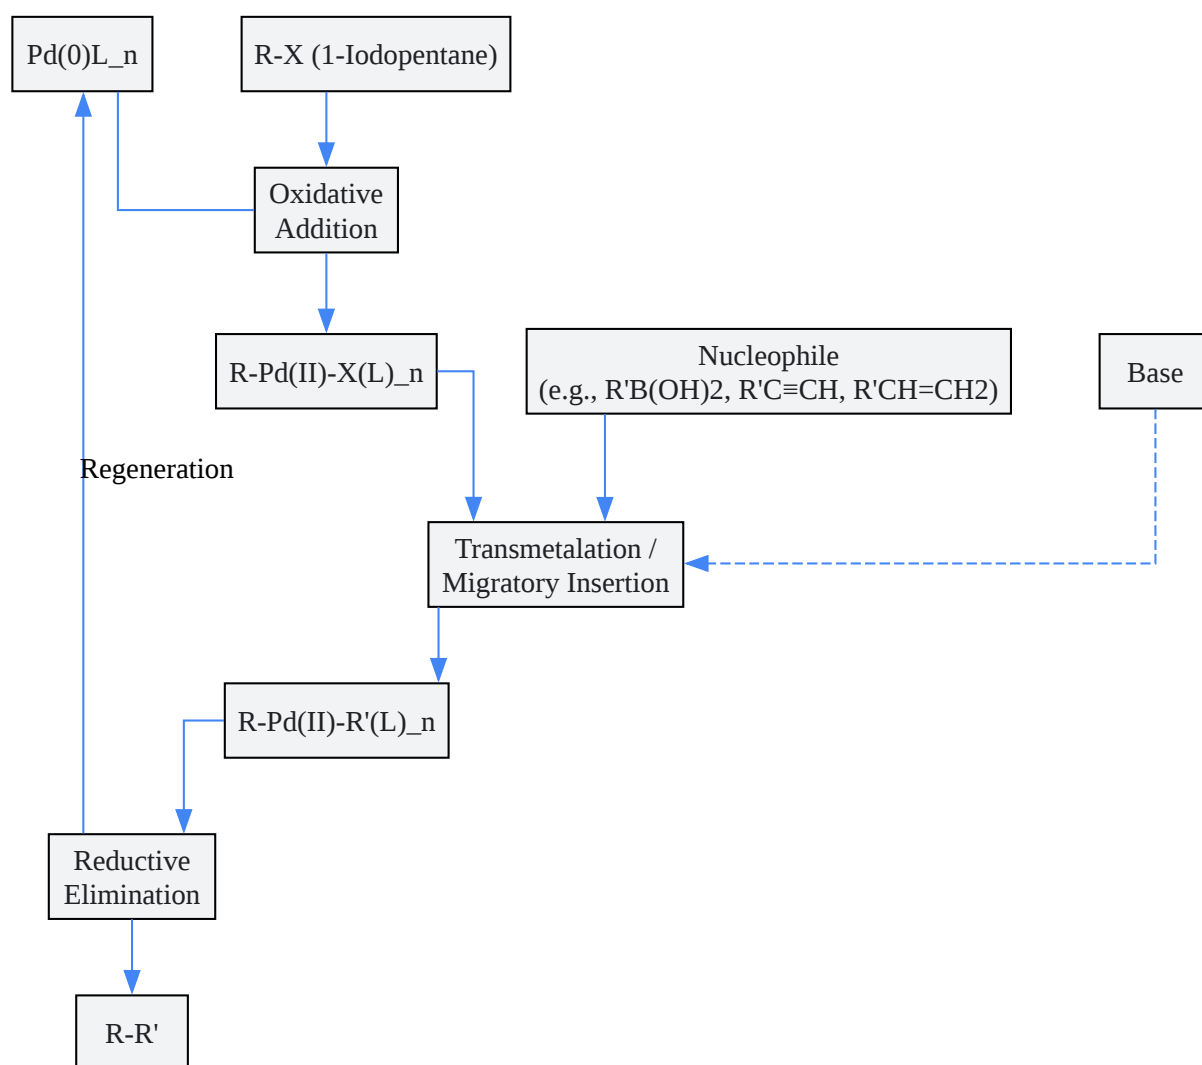 Pd(0)L_n
R-X (1-Iodopentane)
Oxidative
Addition
R-Pd(II)-X(L)_n
Nucleophile
(e.g., R'B(OH)2, R'C≡CH, R'CH=CH2)
Base
Regeneration
Transmetalation /
Migratory Insertion
R-Pd(II)-R'(L)_n
Reductive
Elimination
R-R'